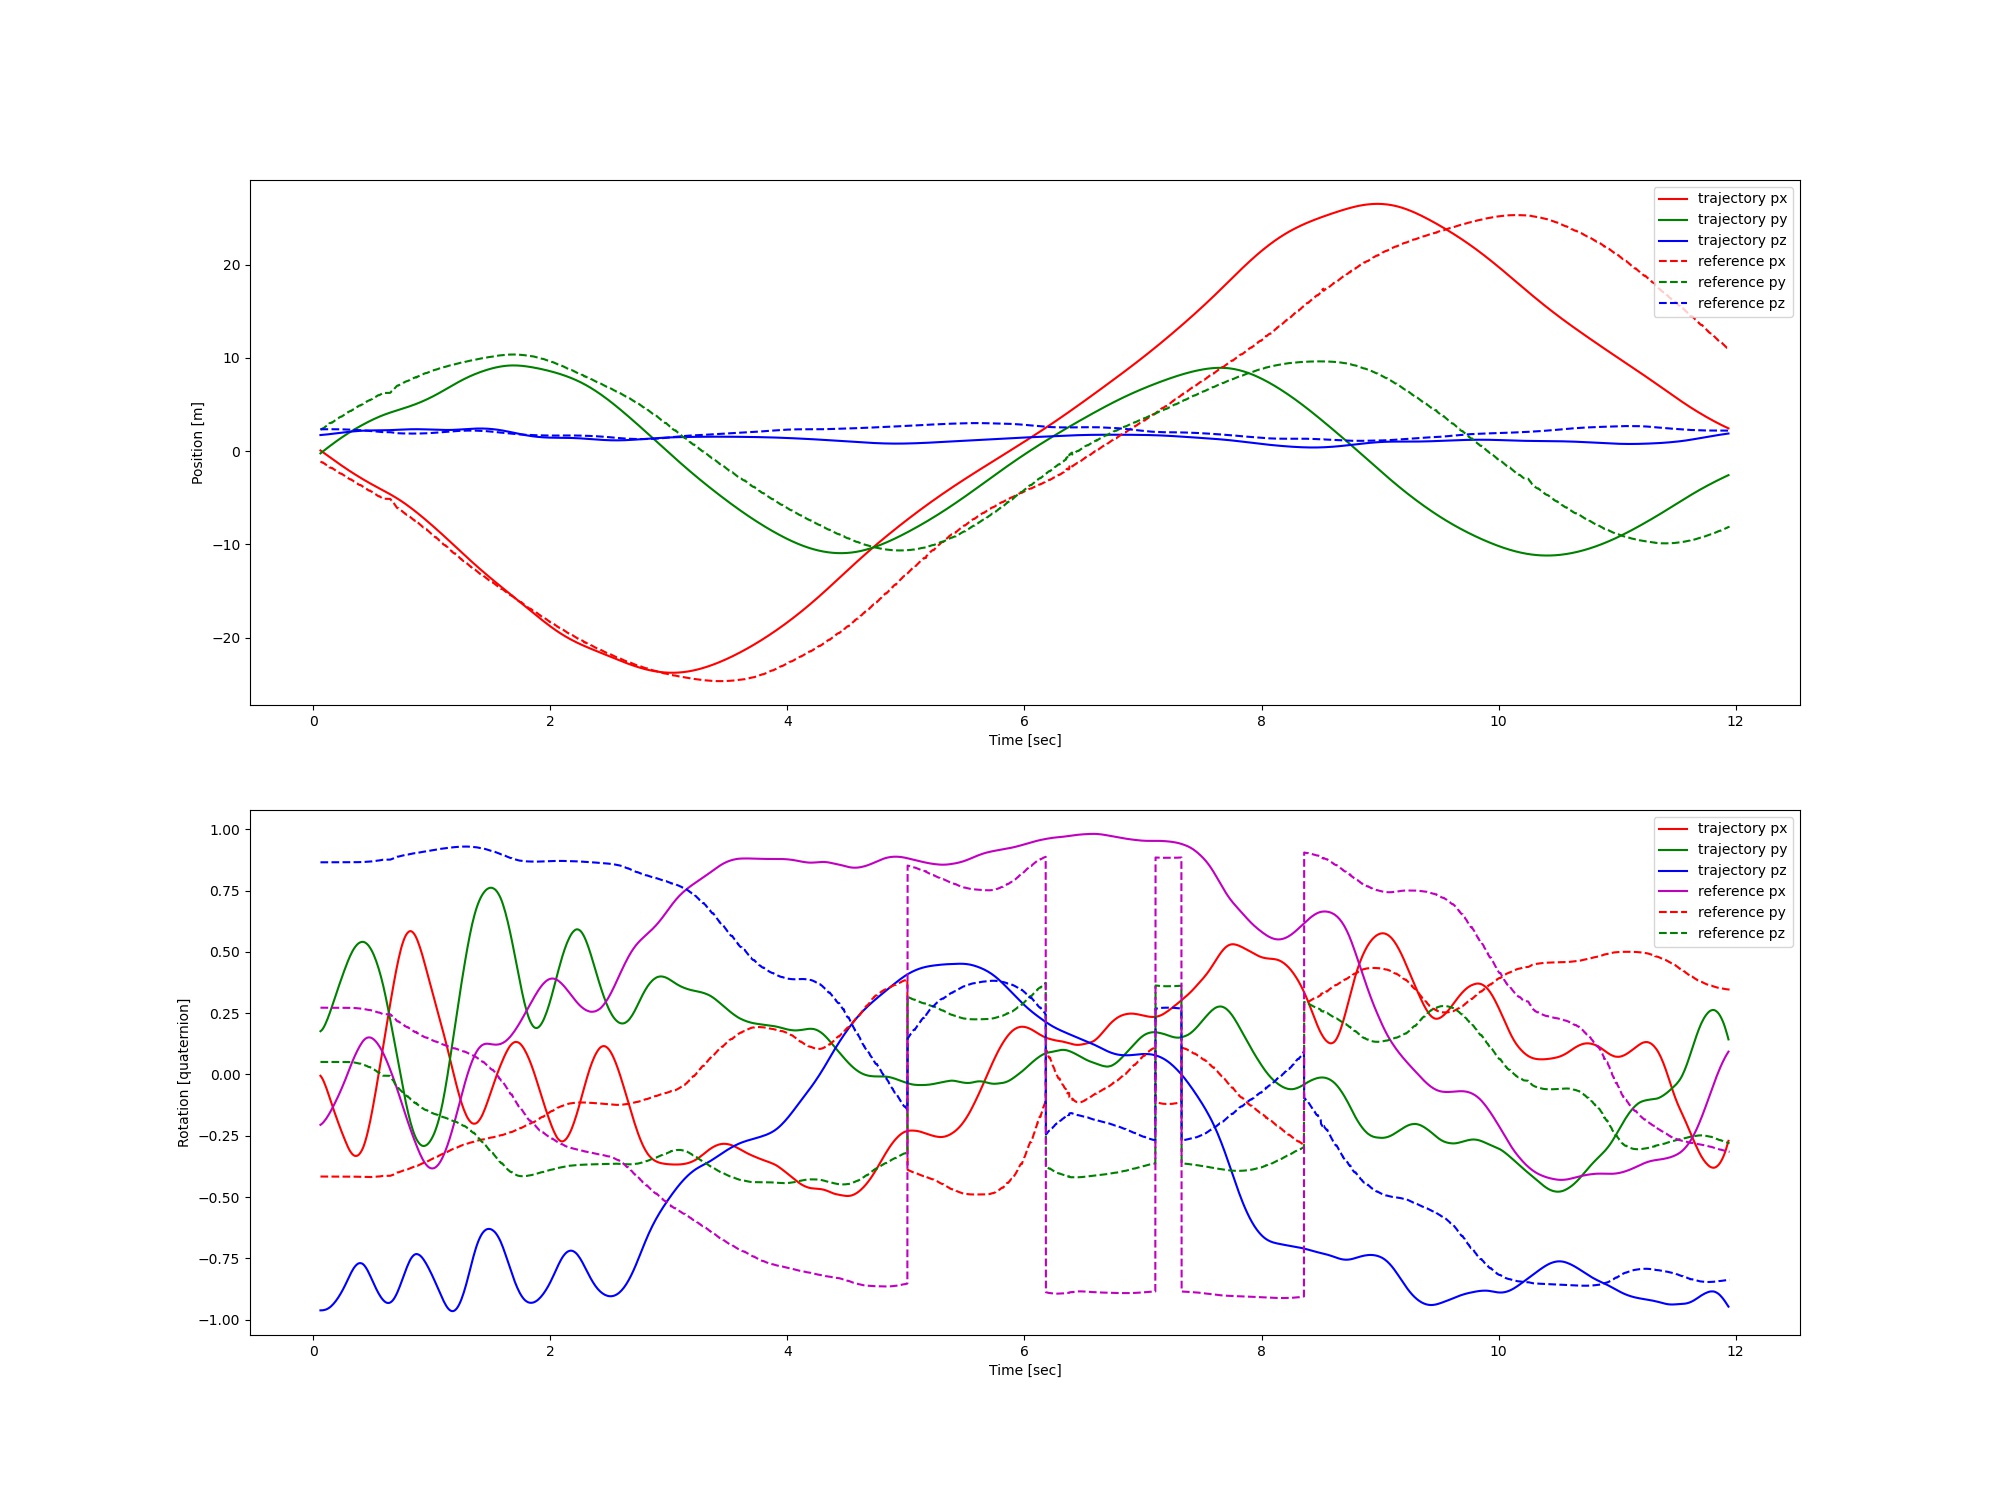 trajectory px
trajectory py
trajectory pz
reference px
reference py
reference pz
20
10
0
−10
−20
Position [m]
0 2 4 6 8 10 12
Time [sec]
trajectory px
trajectory py
trajectory pz
reference px
reference py
reference pz
1.00
0.75
0.50
0.25
0.00
−0.25
−0.50
−0.75
−1.00
Rotation [quaternion]
0 2 4 6 8 10 12
Time [sec]